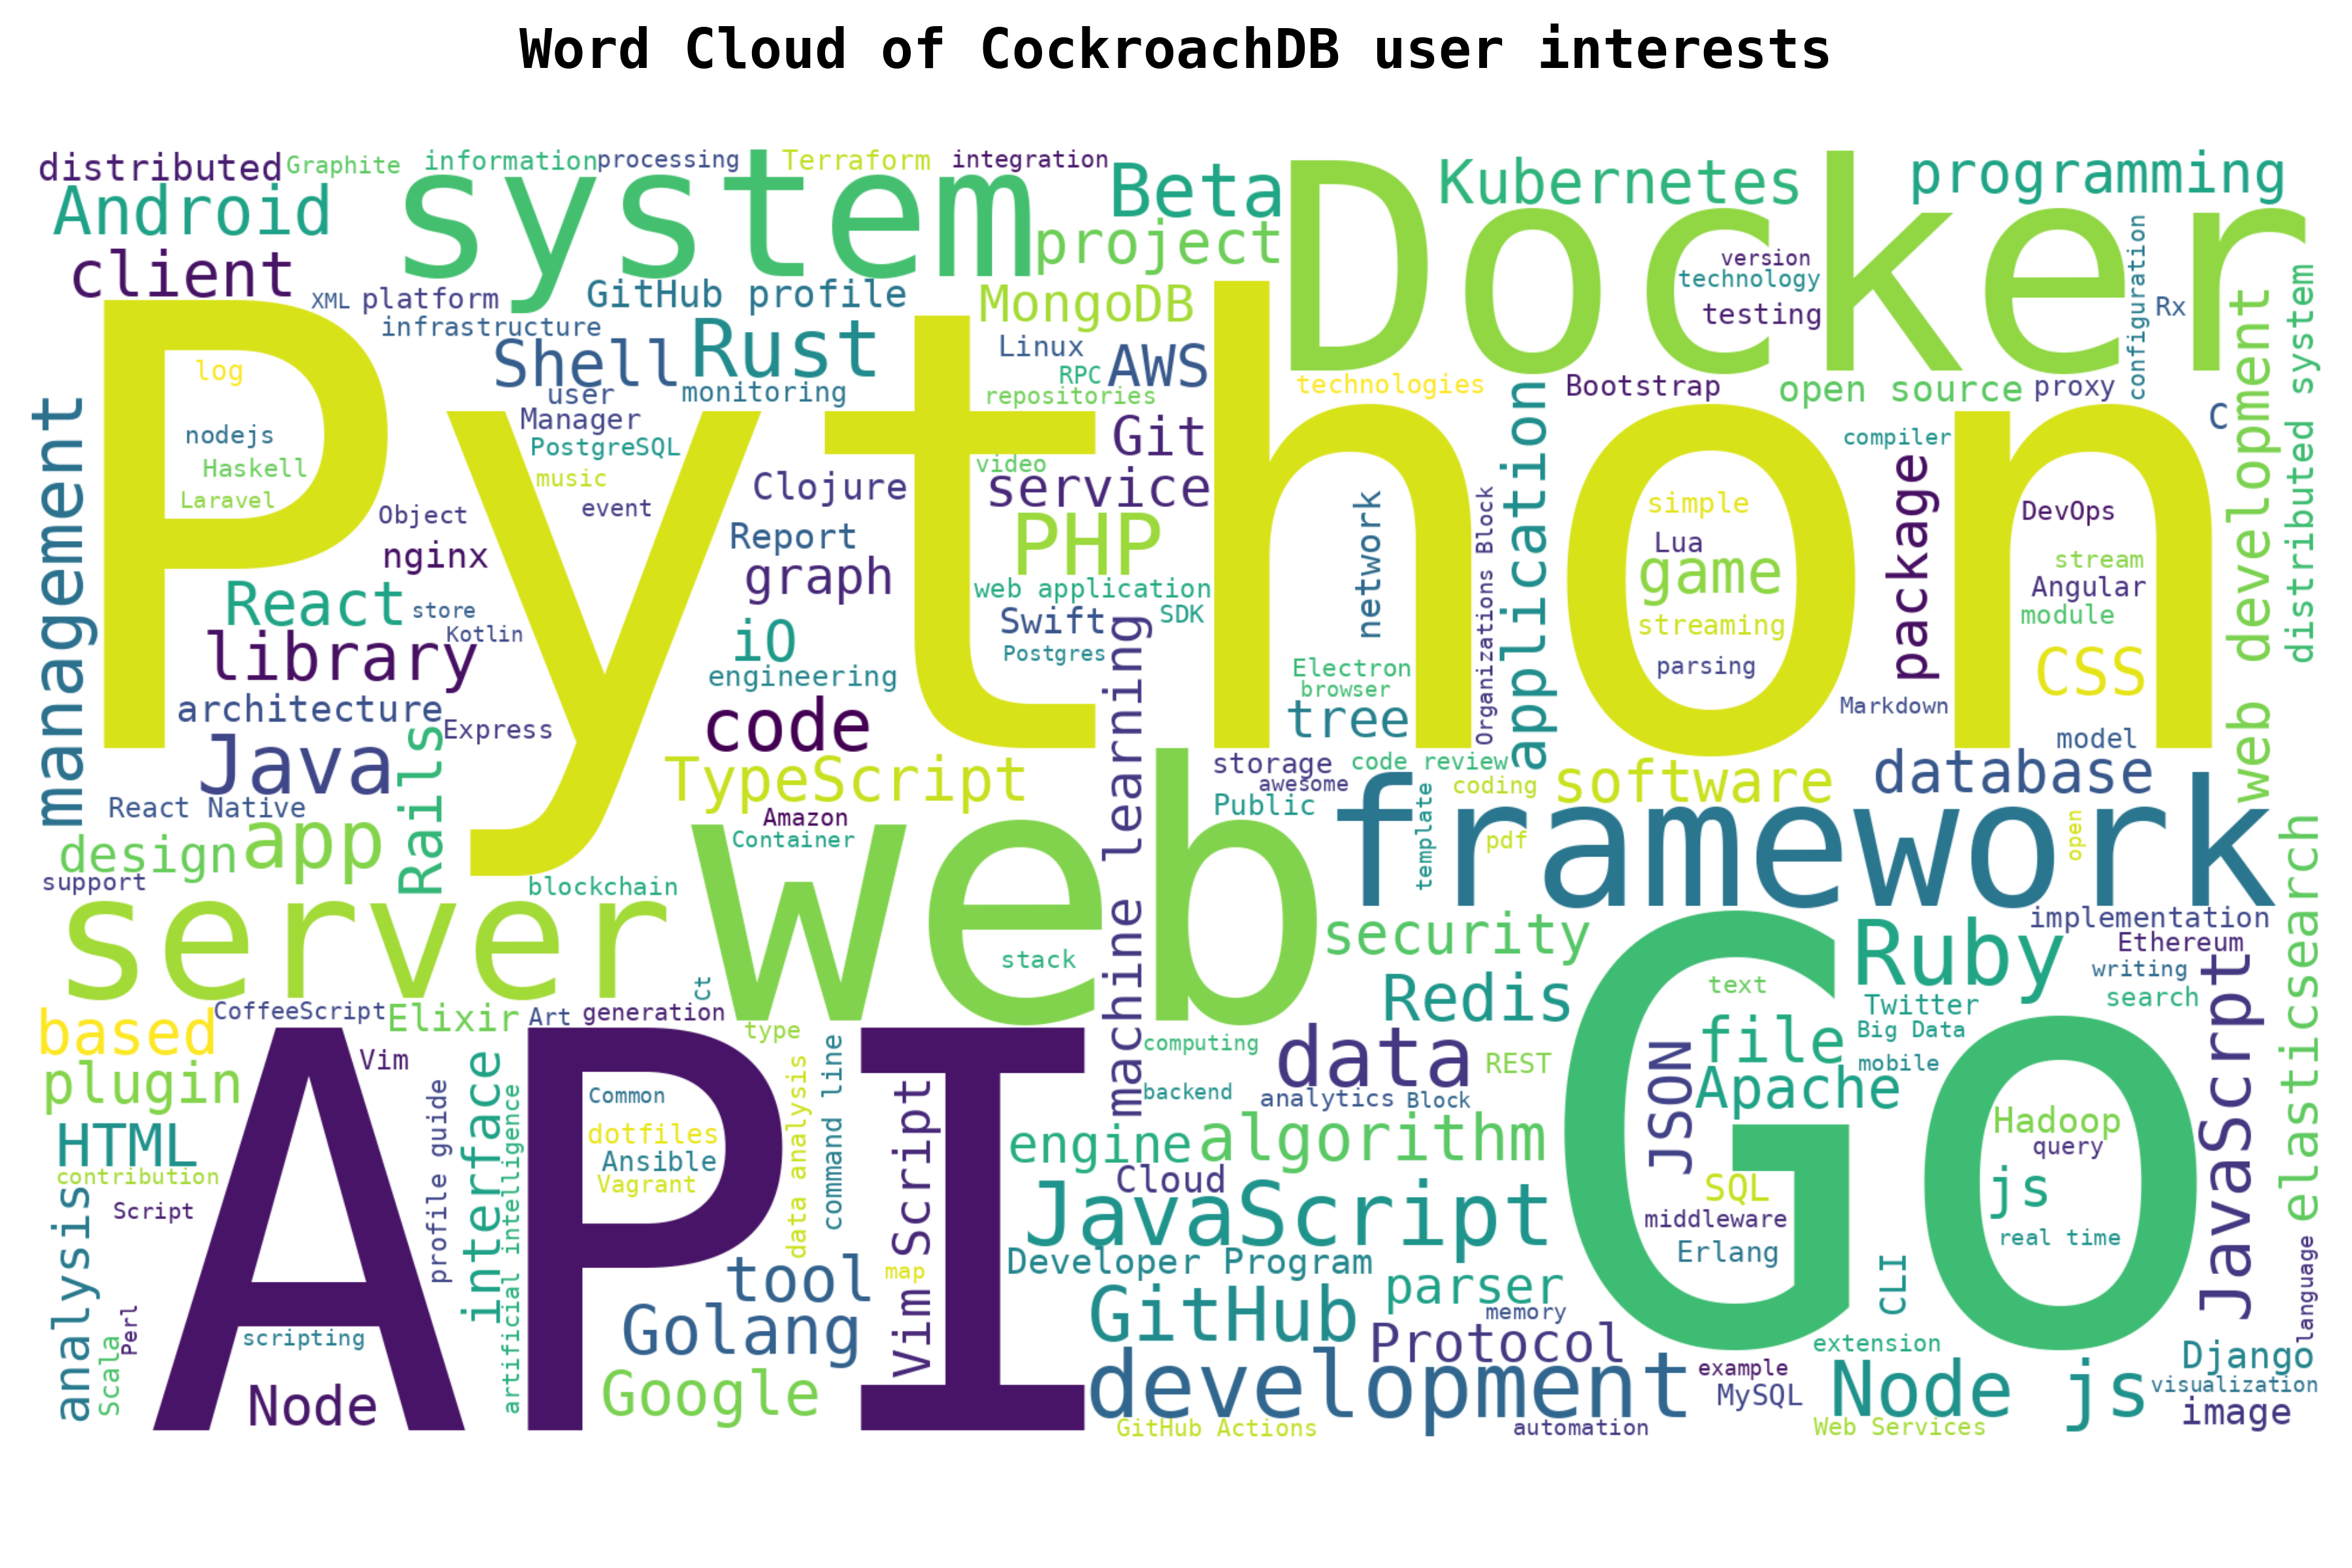 Word Cloud of CockroachDB user interests
distributed
Graphite
information
processing
Terraform
integration
Android
system
Beta
Docker
Kubernetes
programming
client
project
XML
platform
GitHub profile
MongoDB
version
technology
testing
configuration
Rx
infrastructure
Shell
Rust
Linux
AWS
RPC
user
monitoring
repositories
technologies
Bootstrap
open source
proxy
web development
distributed system
Python
log
nodejs
Haskell
Laravel
management
Manager
PostgreSQL
music
event
Object
nginx
Clojure
Git
video
service
application
compiler
C
Report
graph
PHP
network
Organizations Block
simple
Lua
game
streaming
parsing
package
DevOps
stream
Angular
module
CSS
React
store
Kotlin
library
iO
engineering
web application
Swift
SDK
Postgres
machine learning
Electron
browser
tree
Markdown
model
architecture
Express
code
Java
Rails
TypeScript
storage
awesome
code review
coding
software
database
React Native
design
app
Amazon
Container
Public
template
pdf
framework
open
support
blockchain
server
web
stack
security
Ruby
implementation
Ethereum
writing
search
elasticsearch
CoffeeScript
Elixir
ct
Art
generation
type
based
plugin
Vim
Redis
text
Twitter
Big Data
mobile
file
Go
computing
data
REST
backend
analytics
Block
JSON
Apache
JavaScrpt
API
Common
dotfiles
Ansible
Vagrant
data analysis
command line
profile guide
interface
artificial intelligence
HTML
contribution
Script
analysis
Scala
Perl
scripting
Node
Vim Script
engine
algorithm
Cloud
JavaScript
SQL
middleware
Erlang
Hadoop
query
js
real time
Developer Program
tool
map
Golang
Google
GitHub
parser
memory
Protocol
CLI
extension
language
development
example
MySQL
Node js
Django
visualization
image
GitHub Actions
automation
Web Services